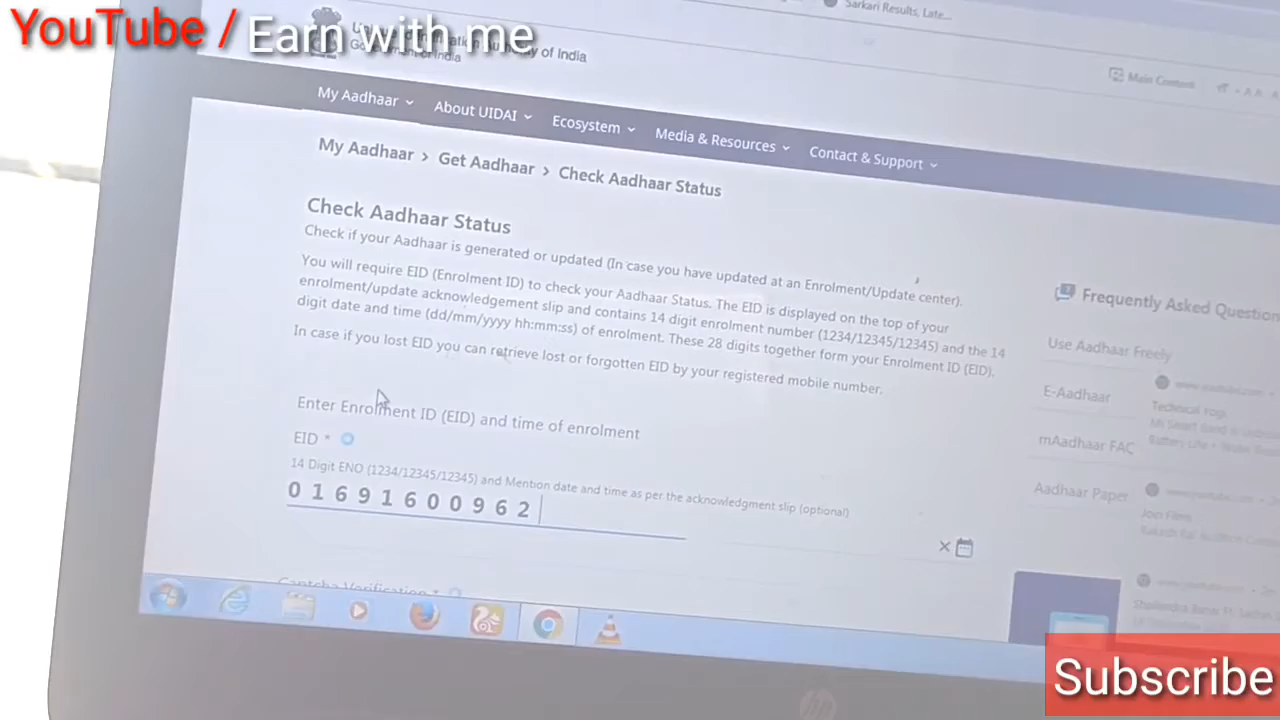 YouTube / Earn with me
Sarkari Results, Late...
of India
Main Content
My Aadhaar
About UIDAI
Ecosystem
Media & Resources
Contact & Support
My Aadhaar > Get Aadhaar > Check Aadhaar Status
Check Aadhaar Status
Check if your Aadhaar is generated or updated (In case you have updated at an Enrolment/Update center).
You will require EID (Enrolment ID) to check your Aadhaar Status. The EID is displayed on the top of your
enrolment/update acknowledgement slip and contains 14 digit enrolment number (1234/12345/12345) and the 14
digit date and time (dd/mm/yyyy hh:mm:ss) of enrolment. These 28 digits together form your Enrolment ID (EID).
In case if you lost EID you can retrieve lost or forgotten EID by your registered mobile number.
Frequently Asked Question
Use Aadhaar Freely
E-Aadhaar
mAadhaar FAC
Aadhaar Paper
Technical Yogi
Join Films
Enter Enrolment ID (EID) and time of enrolment
EID *
14 Digit ENO (1234/12345/12345) and Mention date and time as per the acknowledgment slip (optional)
0 1 6 9 1 6 0 0 9 6 2
Captcha Verification *
Subscribe